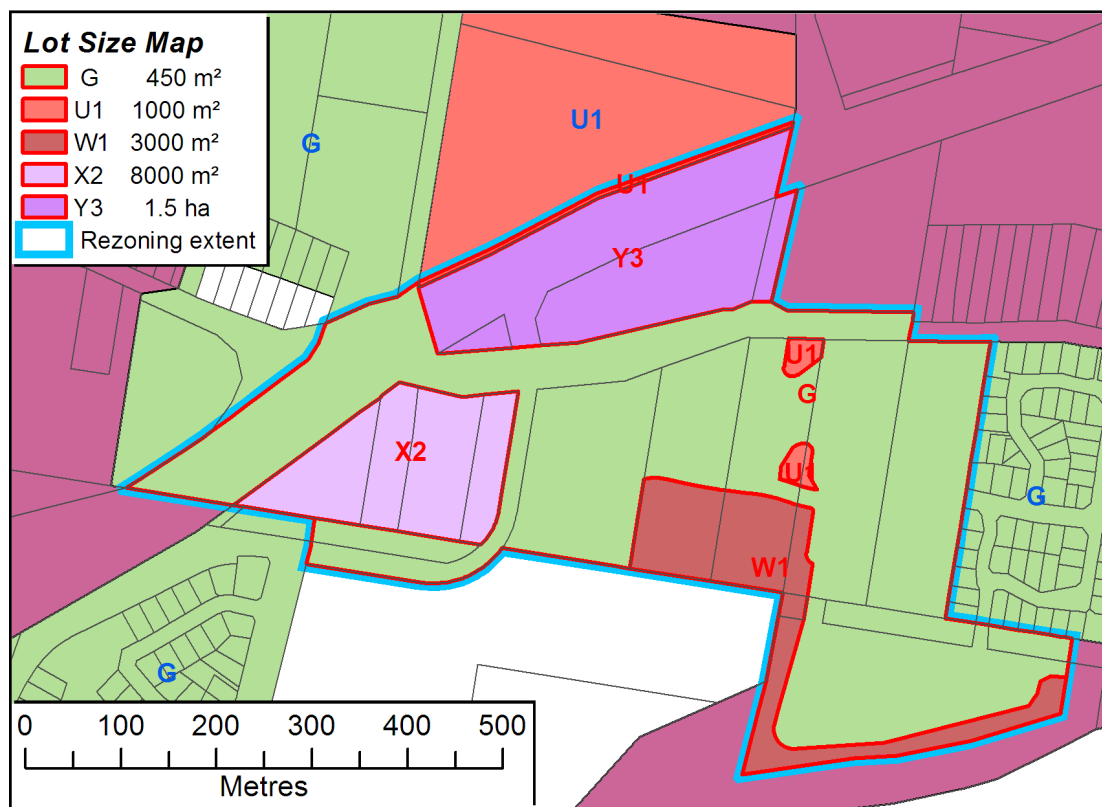 Lot Size Map
G 450 m²
U1 1000 m²
W1 3000 m²
X2 8000 m²
Y3 1.5 ha
Rezoning extent
U1
G
U1
Y3
U1
G
X2
U1
G
W1
G
0 100 200 300 400 500
Metres